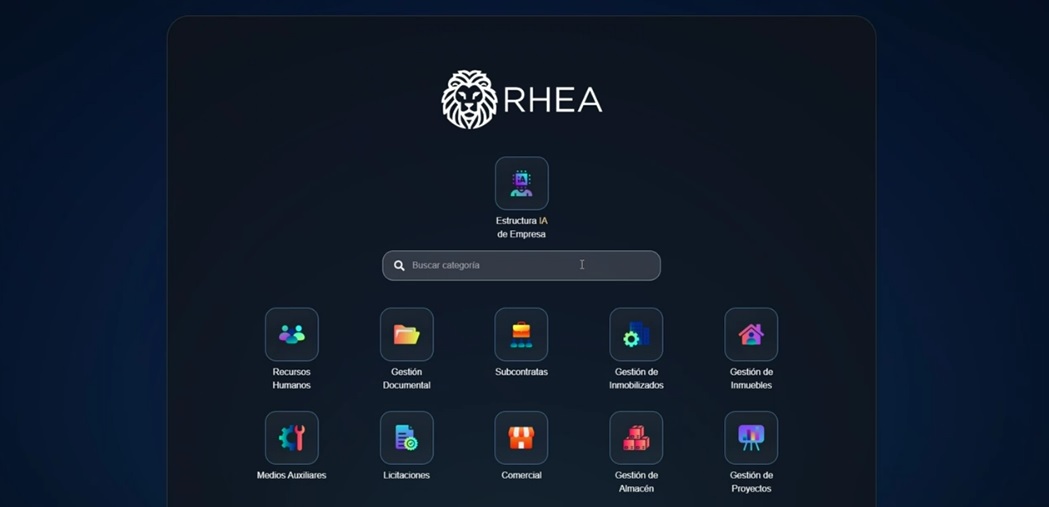 RHEA
Estructura IA
de Empresa
Buscar categoría
Recursos
Humanos
Gestión
Documental
Subcontratas
Gestión de
Inmobilizados
Gestión de
Inmuebles
Medios Auxiliares
Licitaciones
Comercial
Gestión de
Almacén
Gestión de
Proyectos